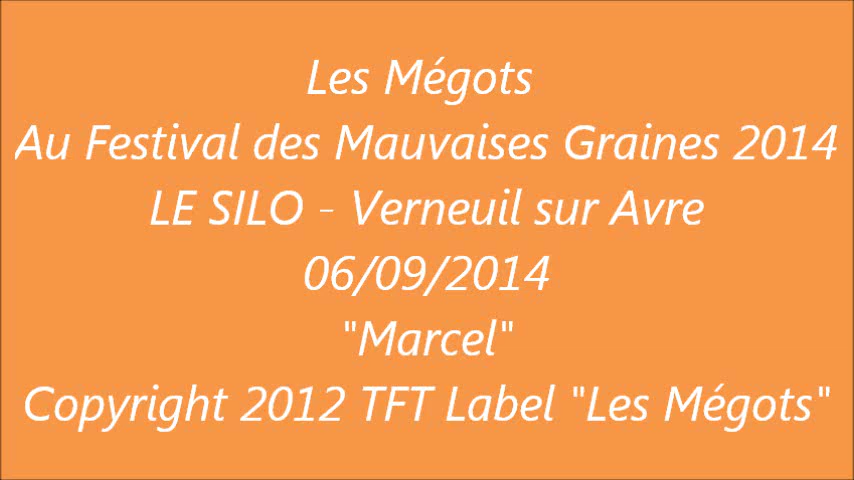 Les Mégots
Au Festival des Mauvaises Graines 2014
LE SILO - Verneuil sur Avre
06/09/2014
"Marcel"
Copyright 2012 TFT Label "Les Mégots"